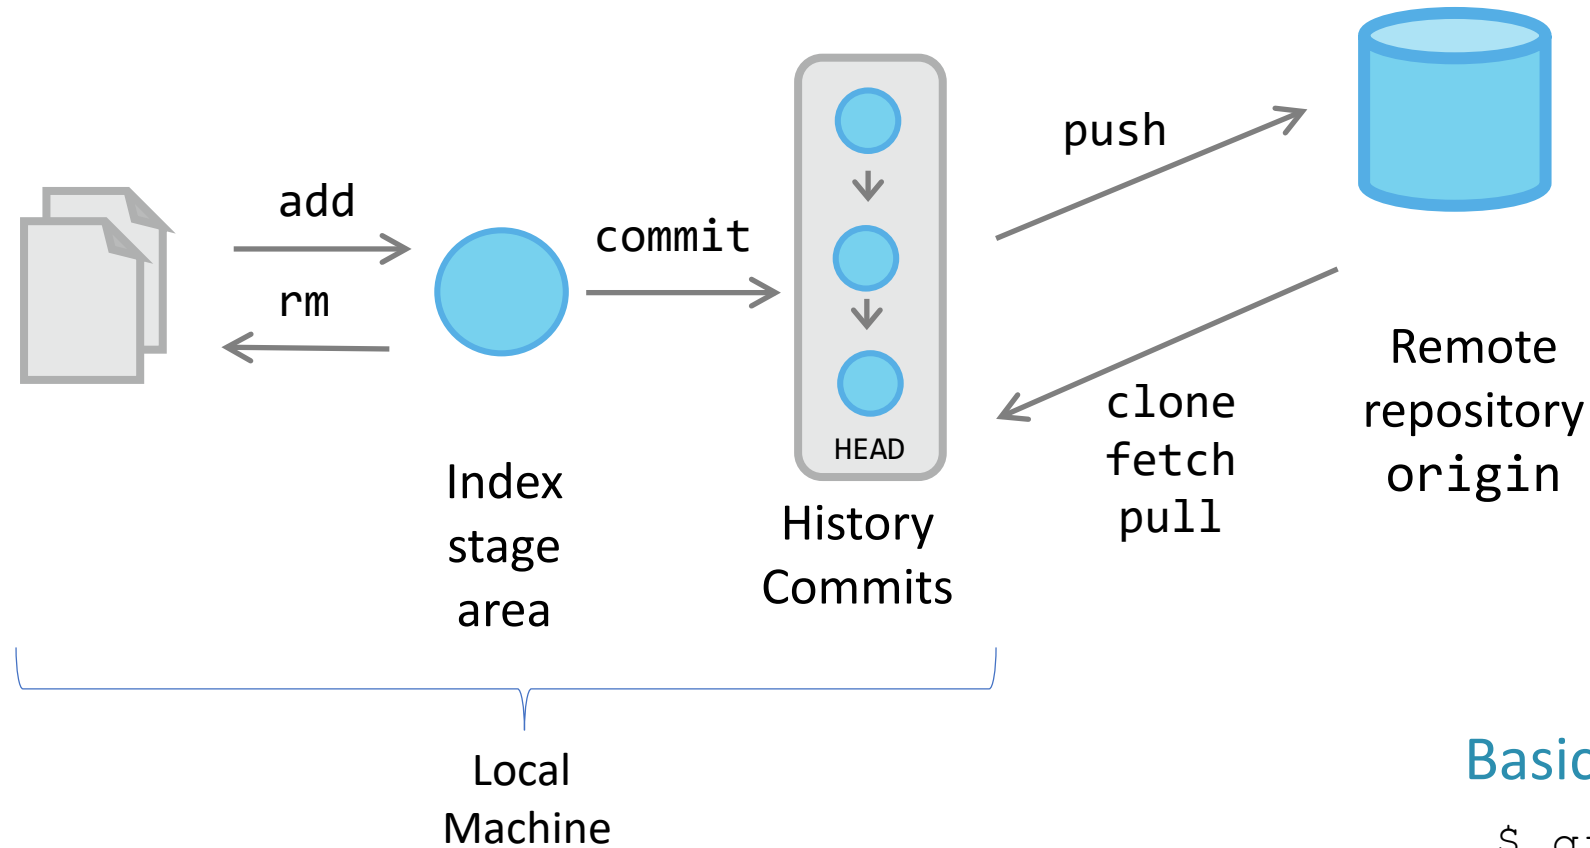 add
rm
commit
push
clone
fetch
pull
HEAD
Index
stage
area
History
Commits
Remote
repository
origin
Local
Machine
Basic
$